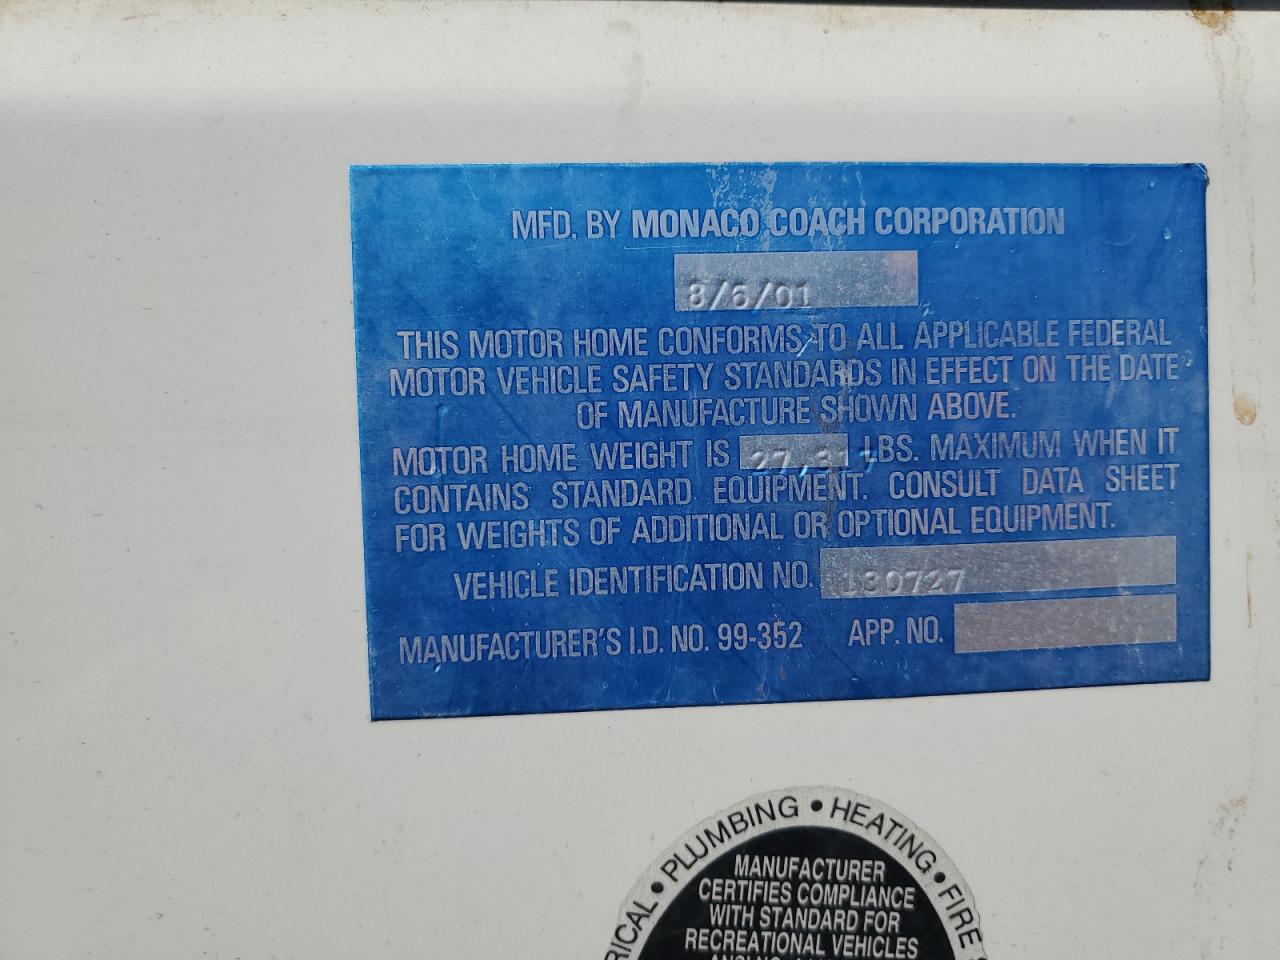 MFD. BY MONACO COACH CORPORATION
8/6/01
THIS MOTOR HOME CONFORMS TO ALL APPLICABLE FEDERAL
MOTOR VEHICLE SAFETY STANDARDS IN EFFECT ON THE DATE
OF MANUFACTURE SHOWN ABOVE.
MOTOR HOME WEIGHT IS LBS. MAXIMUM WHEN IT
CONTAINS STANDARD EQUIPMENT. CONSULT DATA SHEET
FOR WEIGHTS OF ADDITIONAL OR OPTIONAL EQUIPMENT.
VEHICLE IDENTIFICATION NO. 130727
MANUFACTURER'S I.D. NO. 99-352 APP. NO.
• PLUMBING • HEATING • FIRE
MANUFACTURER
CERTIFIES COMPLIANCE
WITH STANDARD FOR
RECREATIONAL VEHICLES